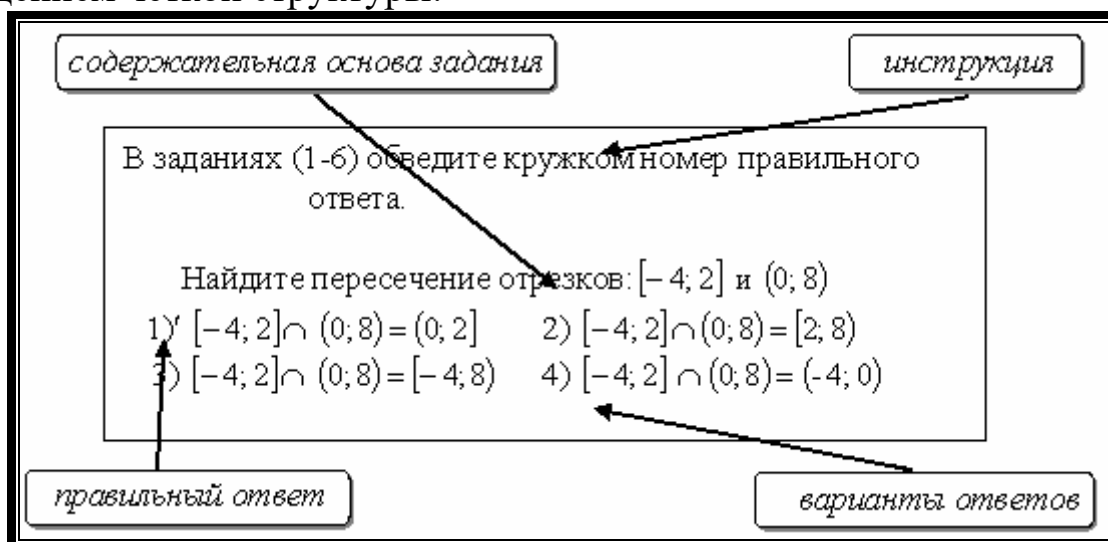 содержательная основа задания инструкция
В заданиях (1-6) обведите кружком номер правильного
ответа.
Найдите пересечение отрезков: [– 4; 2] и (0; 8)
1)' [– 4; 2]∩ (0; 8) = (0; 2] 2) [– 4; 2]∩(0; 8) = [2; 8)
3) [– 4; 2]∩ (0; 8) = [– 4; 8) 4) [– 4; 2] ∩(0; 8) = (-4; 0)
правильный ответ варианты ответов